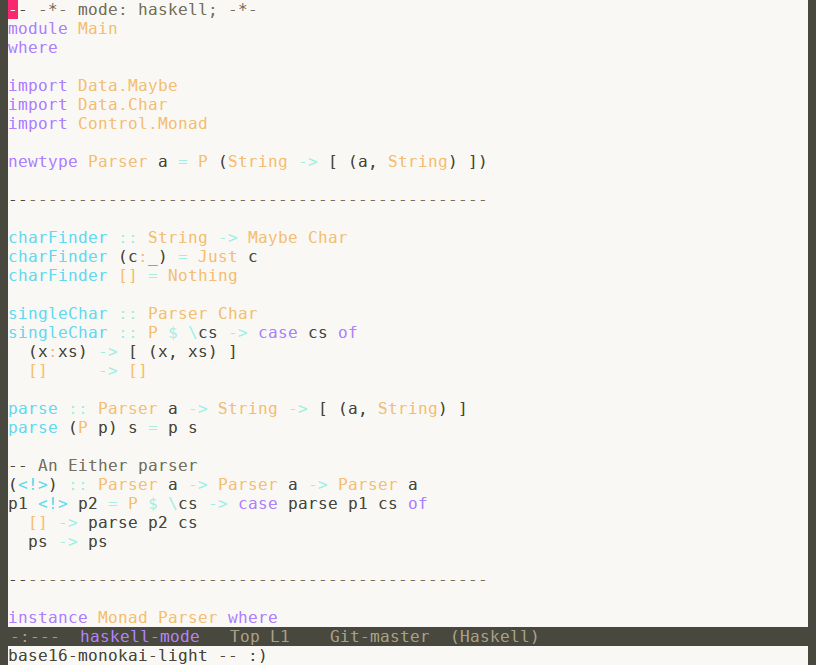 -- -*- mode: haskell; -*-
module Main
where
import Data.Maybe
import Data.Char
import Control.Monad
newtype Parser a = P (String -> [ (a, String) ])
------------------------------------------------
charFinder :: String -> Maybe Char
charFinder (c:_) = Just c
charFinder [] = Nothing
singleChar :: Parser Char
singleChar :: P $ \cs -> case cs of
  (x:xs) -> [ (x, xs) ]
  []     -> []
parse :: Parser a -> String -> [ (a, String) ]
parse (P p) s = p s
-- An Either parser
(<!>) :: Parser a -> Parser a -> Parser a
p1 <!> p2 = P $ \cs -> case parse p1 cs of
  [] -> parse p2 cs
  ps -> ps
------------------------------------------------
instance Monad Parser where
-:---  haskell-mode   Top L1    Git-master  (Haskell)
base16-monokai-light -- :)